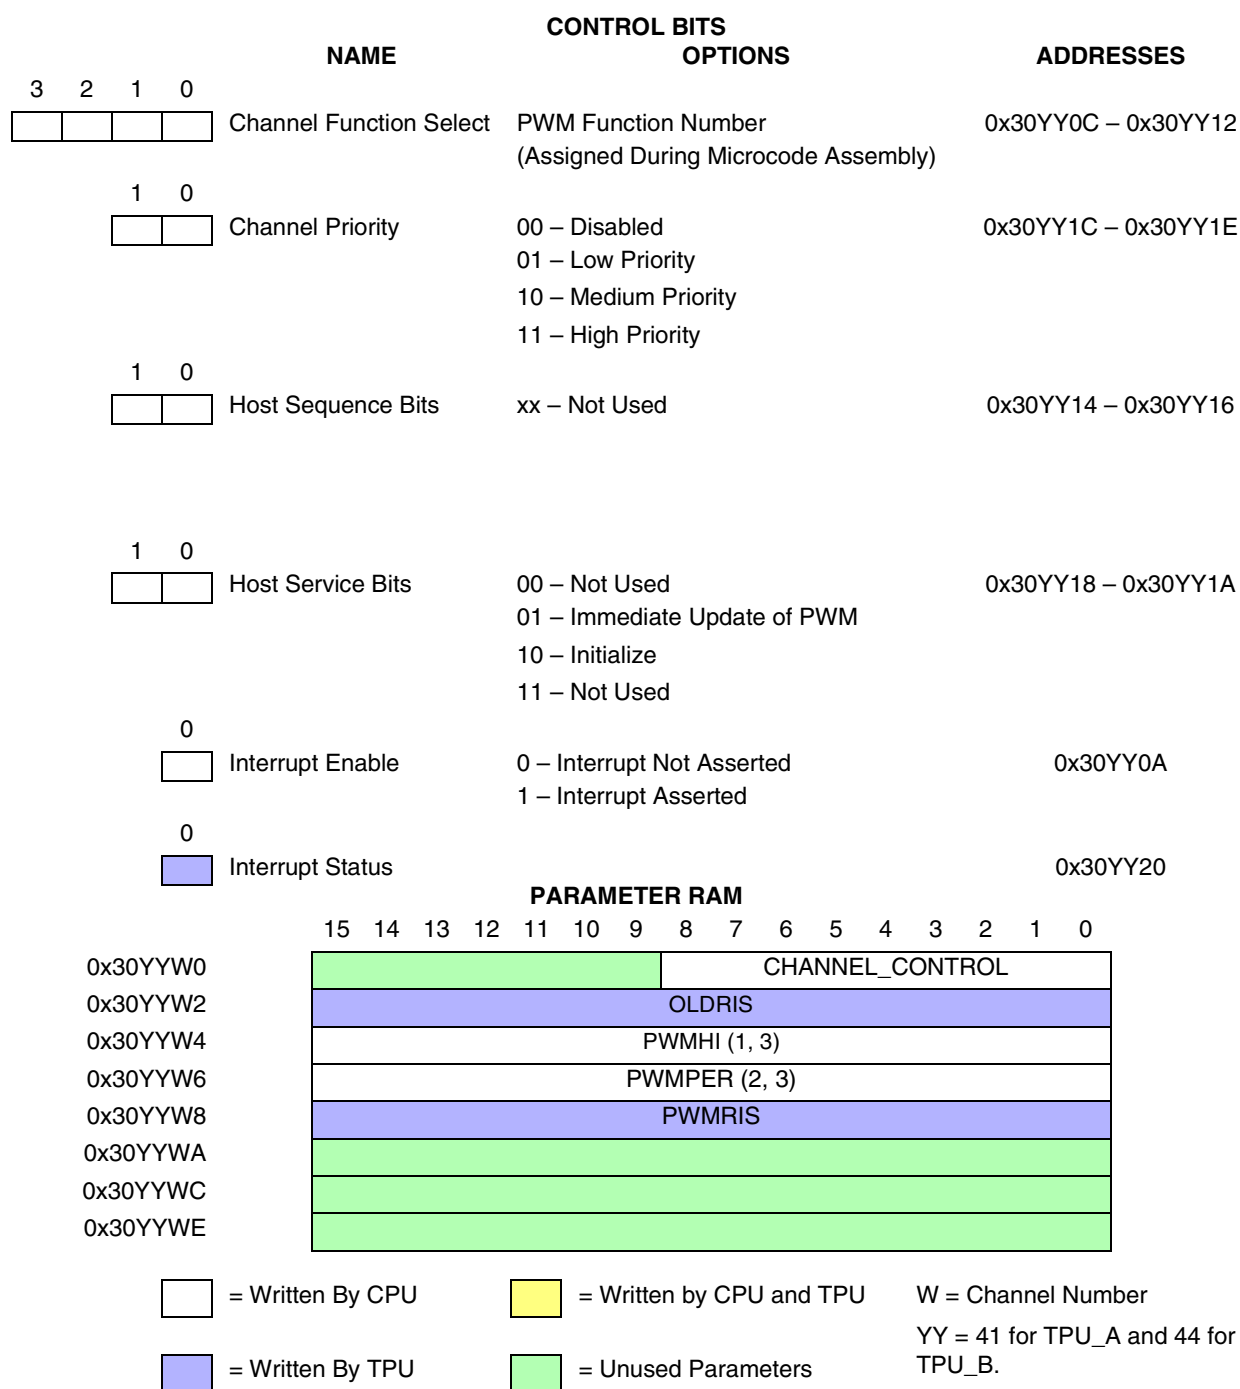 CONTROL BITS
NAME OPTIONS ADDRESSES
3 2 1 0
Channel Function Select PWM Function Number 0x30YY0C – 0x30YY12
(Assigned During Microcode Assembly)
1 0
Channel Priority 00 – Disabled 0x30YY1C – 0x30YY1E
01 – Low Priority
10 – Medium Priority
11 – High Priority
1 0
Host Sequence Bits xx – Not Used 0x30YY14 – 0x30YY16
1 0
Host Service Bits 00 – Not Used 0x30YY18 – 0x30YY1A
01 – Immediate Update of PWM
10 – Initialize
11 – Not Used
0
Interrupt Enable 0 – Interrupt Not Asserted 0x30YY0A
1 – Interrupt Asserted
0
Interrupt Status 0x30YY20
PARAMETER RAM
15 14 13 12 11 10 9 8 7 6 5 4 3 2 1 0
0x30YYW0 CHANNEL_CONTROL
0x30YYW2 OLDRIS
0x30YYW4 PWMHI (1, 3)
0x30YYW6 PWMPER (2, 3)
0x30YYW8 PWMRIS
0x30YYWA
0x30YYWC
0x30YYWE
= Written By CPU = Written by CPU and TPU W = Channel Number
YY = 41 for TPU_A and 44 for
TPU_B.
= Written By TPU = Unused Parameters